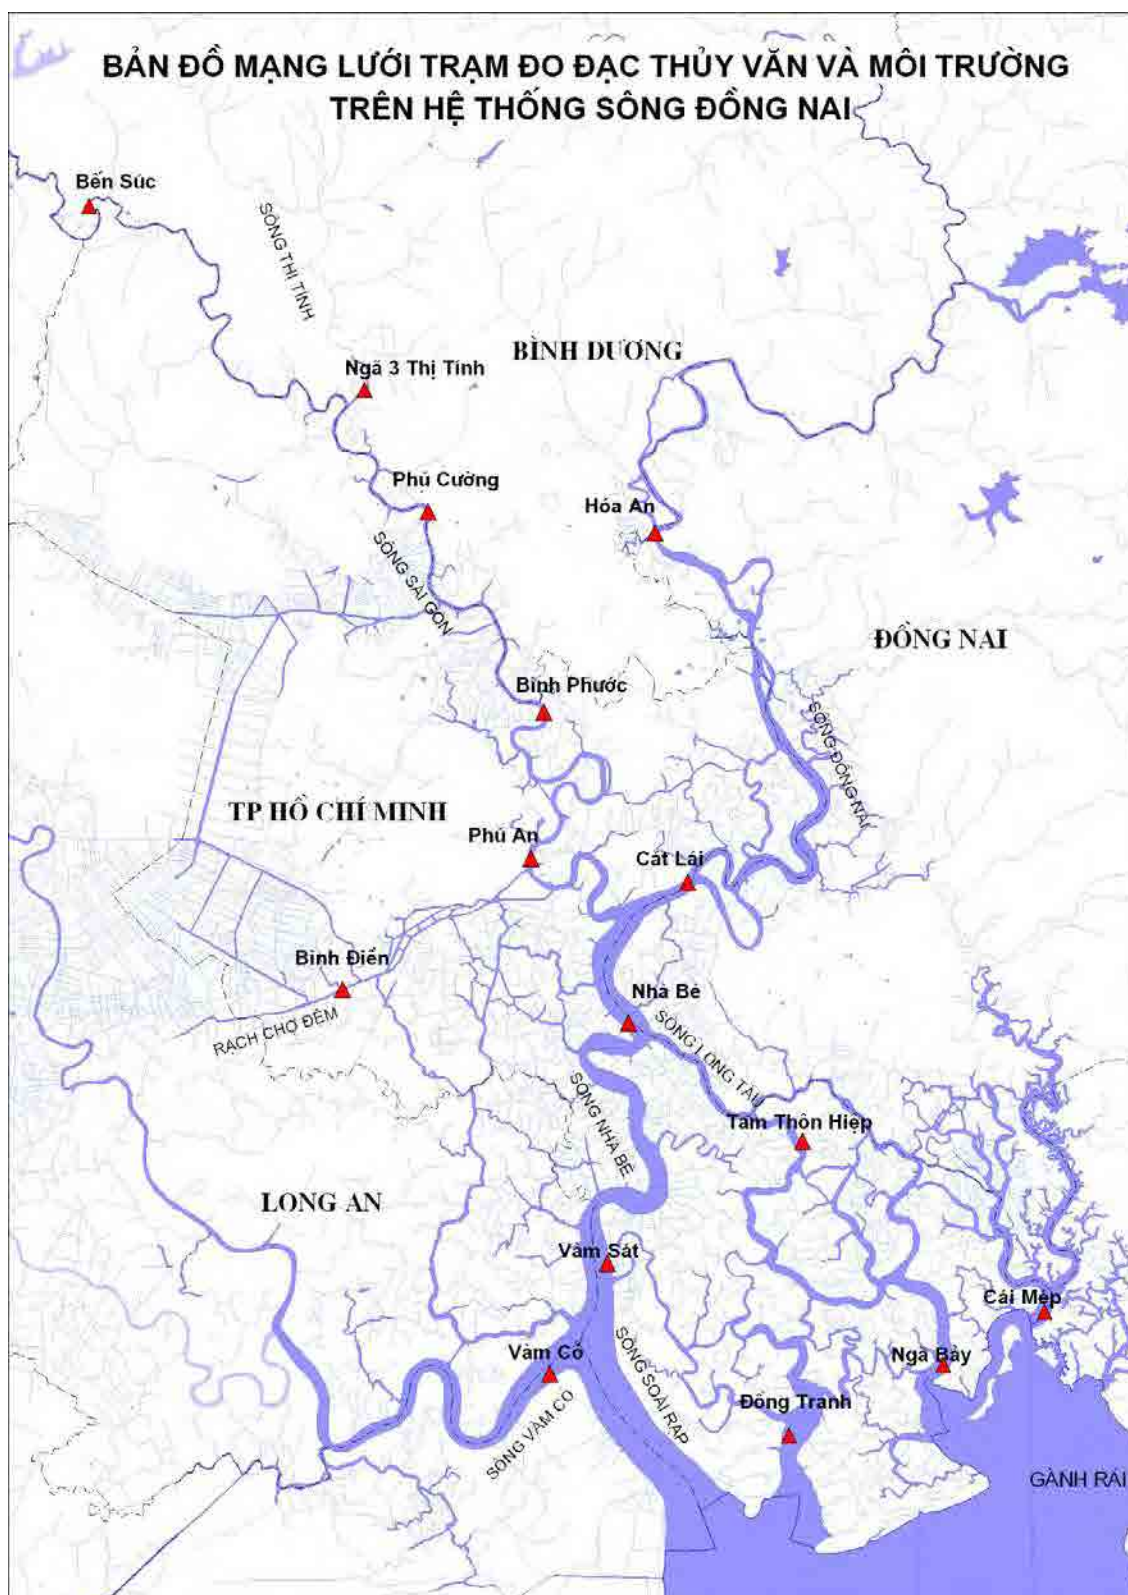 BẢN ĐỒ MẠNG LƯỚI TRẠM ĐO ĐẠC THỦY VĂN VÀ MÔI TRƯỜNG
TRÊN HỆ THỐNG SÔNG ĐỒNG NAI
Bến Súc
SÔNG THỊ TÍNH
BÌNH DƯƠNG
Ngã 3 Thị Tính
Phú Cường
Hóa An
SÔNG SÀI GÒN
ĐỒNG NAI
Bình Phước
SÔNG ĐỒNG NAI
TP HỒ CHÍ MINH
Phú An
Cát Lái
Bình Điền
Nhà Bè
RẠCH CHỢ ĐỆM
SÔNG LÒNG TÀU
SÔNG NHÀ BÈ
Tam Thôn Hiệp
LONG AN
Vàm Sát
Cái Mép
Vàm Cỏ
Ngã Bảy
SÔNG SOÀI RẠP
Đồng Tranh
SÔNG VÀM CỎ
GÀNH RÁI